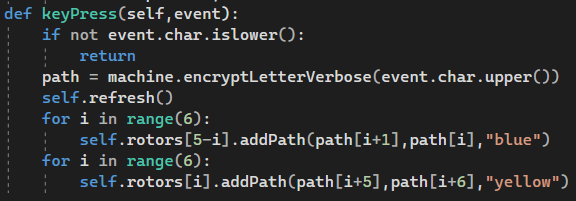 def keyPress(self,event):
    if not event.char.islower():
        return
    path = machine.encryptLetterVerbose(event.char.upper())
    self.refresh()
    for i in range(6):
        self.rotors[5-i].addPath(path[i+1],path[i],"blue")
    for i in range(6):
        self.rotors[i].addPath(path[i+5],path[i+6],"yellow")